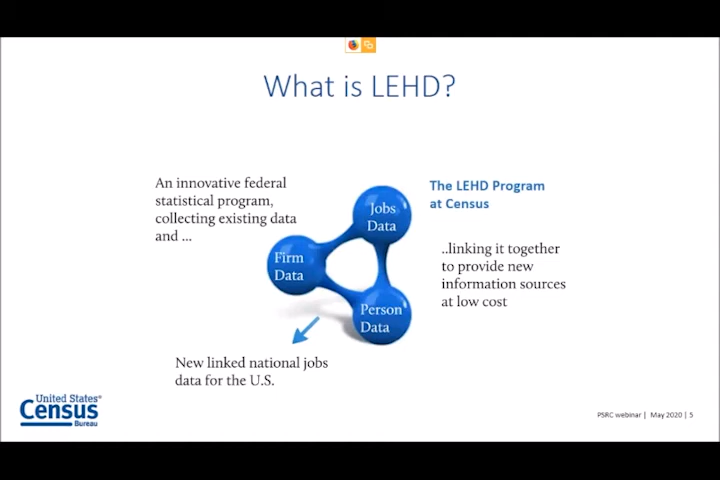 What is LEHD?
An innovative federal
statistical program,
collecting existing data
and ...
The LEHD Program
at Census
Jobs
Data
Firm
Data
Person
Data
..linking it together
to provide new
information sources
at low cost
New linked national jobs
data for the U.S.
United States®
Census
Bureau
PSRC webinar | May 2020 | 5